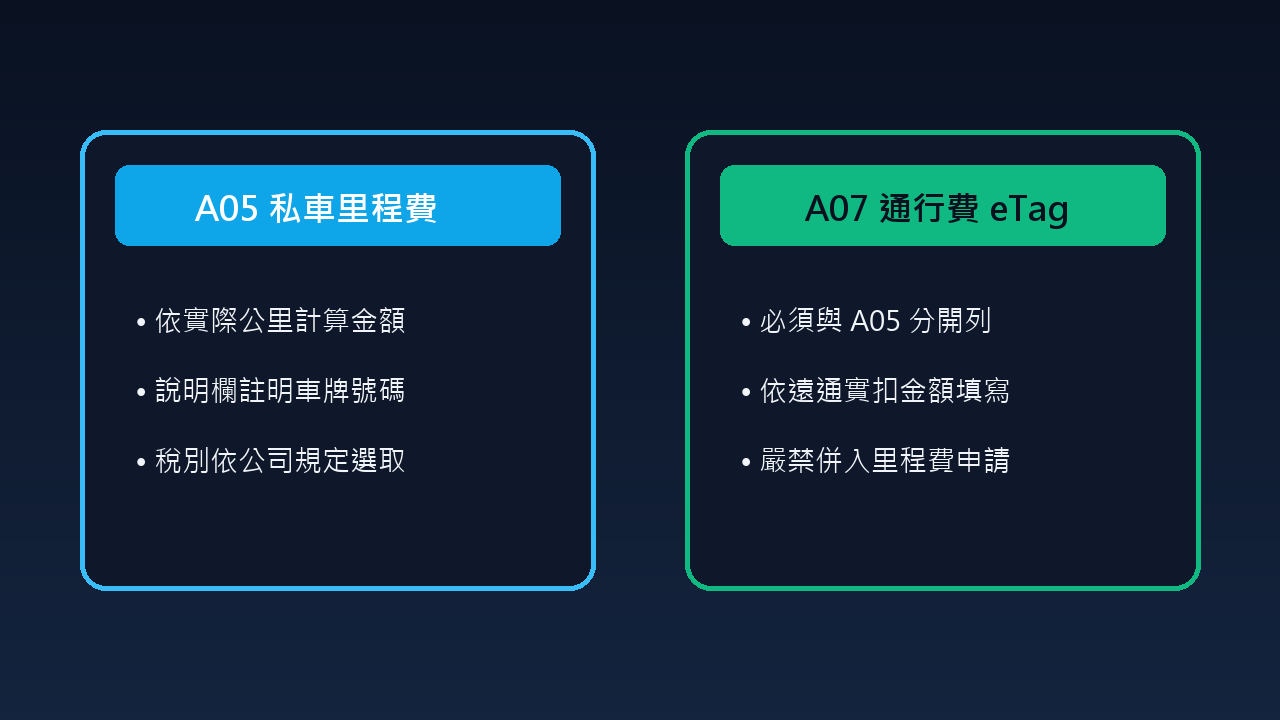 A05 私車里程費
• 依實際公里計算金額
• 說明欄註明車牌號碼
• 稅別依公司規定選取
A07 通行費 eTag
• 必須與 A05 分開列
• 依遠通實扣金額填寫
• 嚴禁併入里程費申請